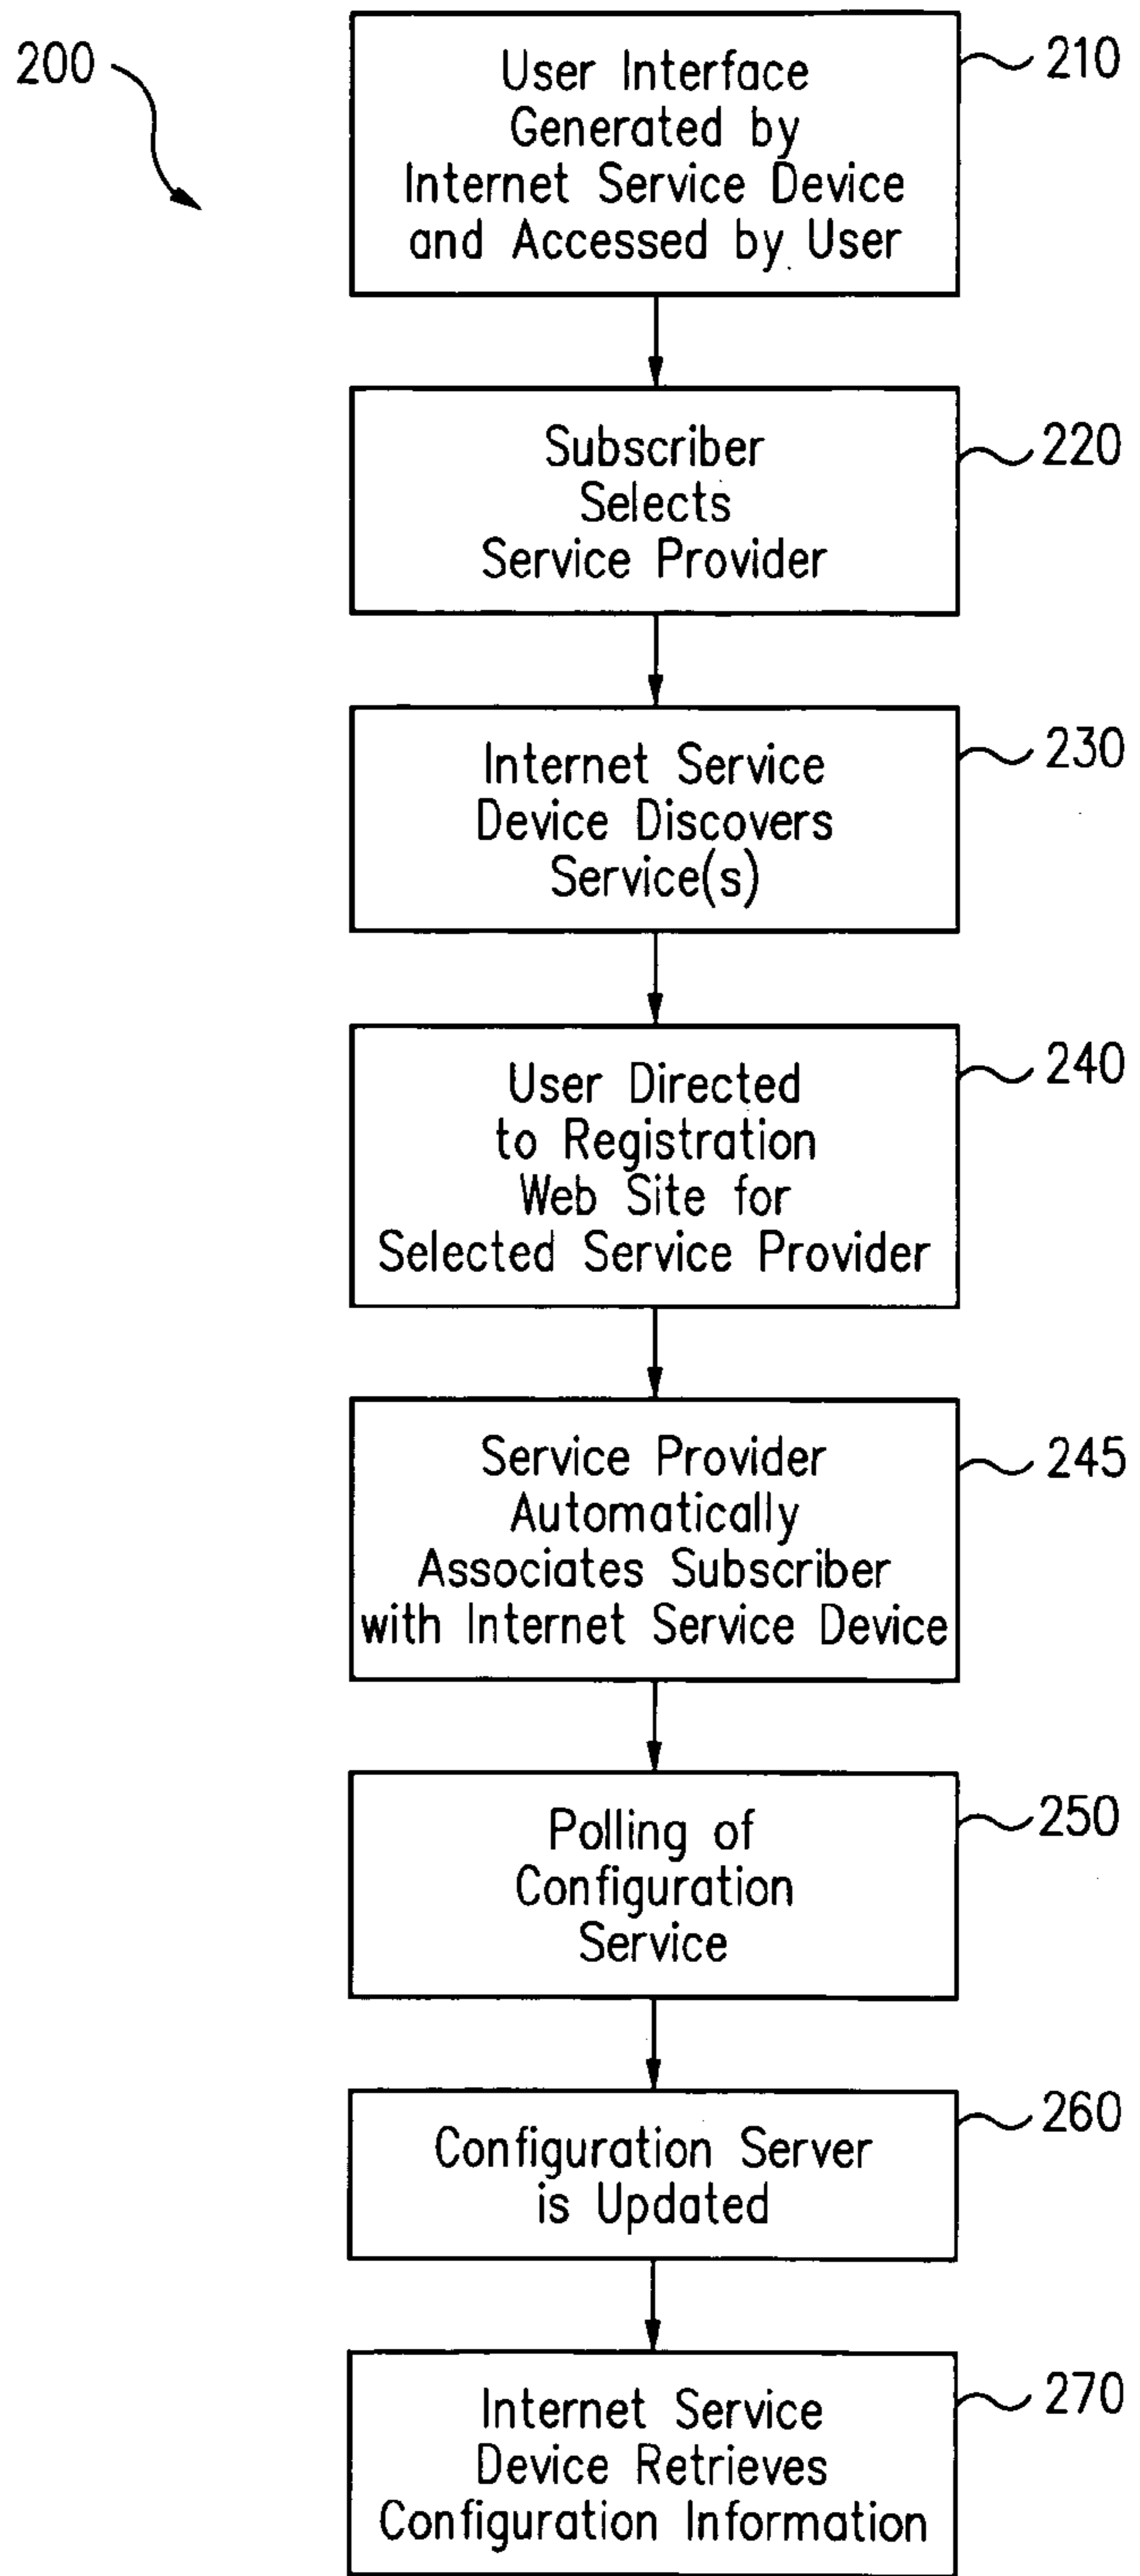 200
User Interface
Generated by
Internet Service Device
and Accessed by User
210
Subscriber
Selects
Service Provider
220
Internet Service
Device Discovers
Service(s)
230
User Directed
to Registration
Web Site for
Selected Service Provider
240
Service Provider
Automatically
Associates Subscriber
with Internet Service Device
245
Polling of
Configuration
Service
250
Configuration Server
is Updated
260
Internet Service
Device Retrieves
Configuration Information
270